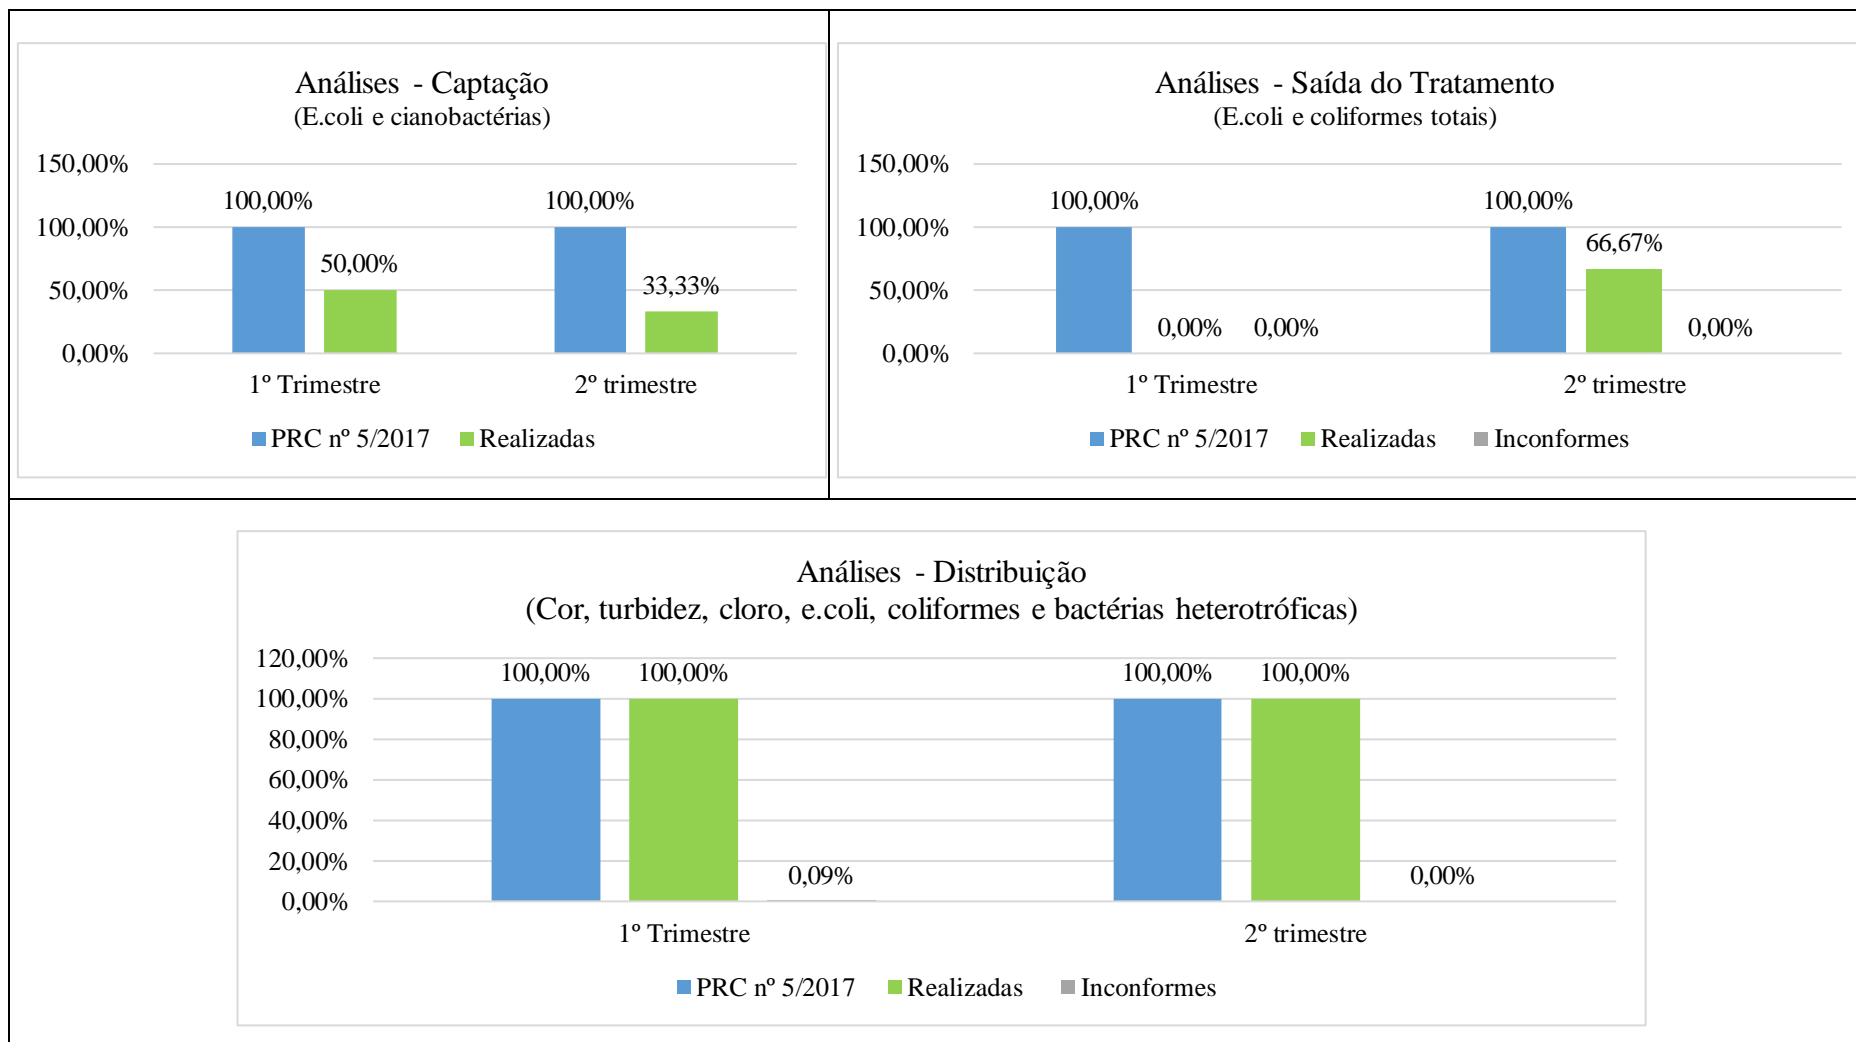 Análises - Captação
(E.coli e cianobactérias)
150,00%
100,00%
50,00%
0,00%
100,00%
50,00%
100,00%
33,33%
1º Trimestre
2º trimestre
PRC nº 5/2017
Realizadas
Análises - Saída do Tratamento
(E.coli e coliformes totais)
150,00%
100,00%
50,00%
0,00%
100,00%
0,00%
0,00%
100,00%
66,67%
0,00%
1º Trimestre
2º trimestre
PRC nº 5/2017
Realizadas
Inconformes
Análises - Distribuição
(Cor, turbidez, cloro, e.coli, coliformes e bactérias heterotróficas)
120,00%
100,00%
80,00%
60,00%
40,00%
20,00%
0,00%
100,00%
100,00%
0,09%
100,00%
100,00%
0,00%
1º Trimestre
2º trimestre
PRC nº 5/2017
Realizadas
Inconformes